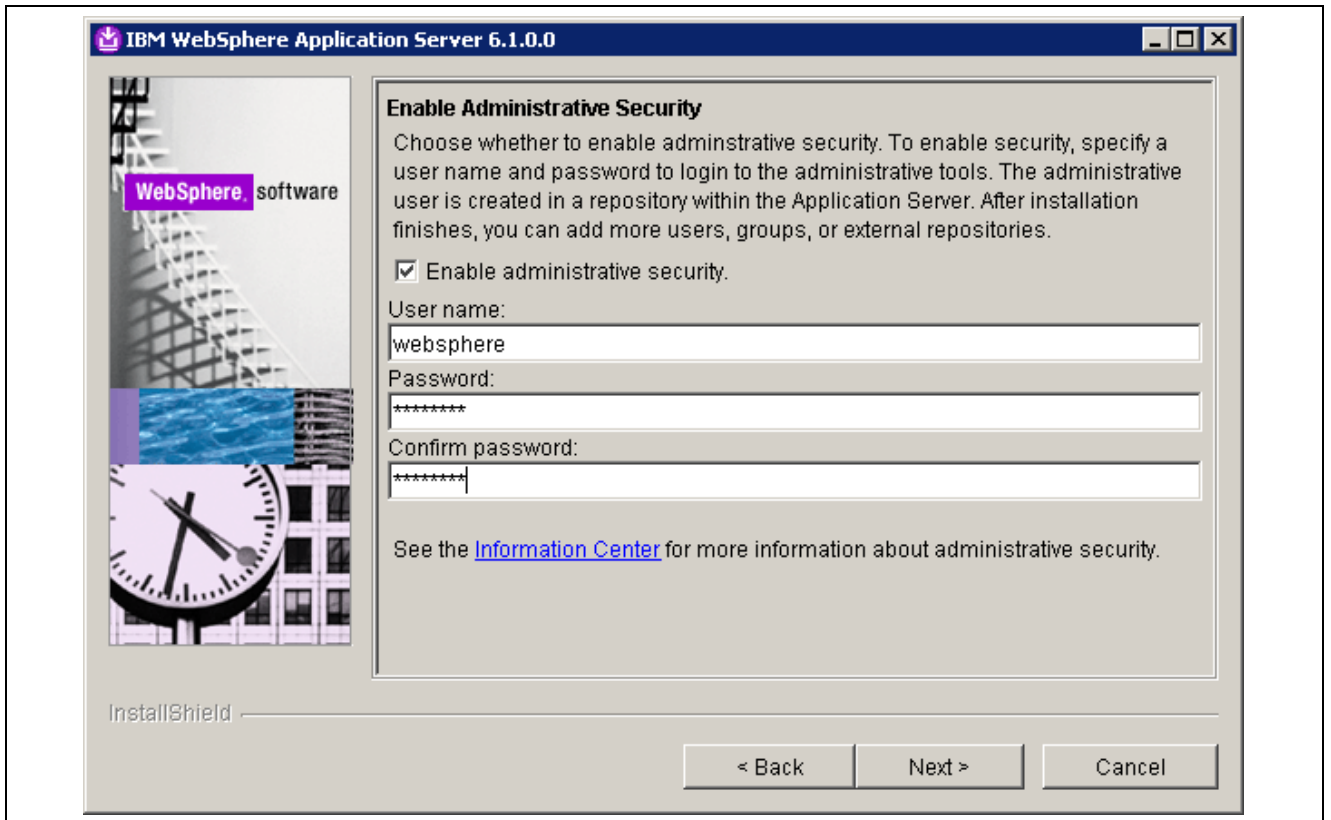 IBM WebSphere Application Server 6.1.0.0
WebSphere. software
Enable Administrative Security
Choose whether to enable adminstrative security. To enable security, specify a
user name and password to login to the administrative tools. The administrative
user is created in a repository within the Application Server. After installation
finishes, you can add more users, groups, or external repositories.
Enable administrative security.
User name:
websphere
Password:
********
Confirm password:
********
See the Information Center for more information about administrative security.
InstallShield
< Back
Next >
Cancel